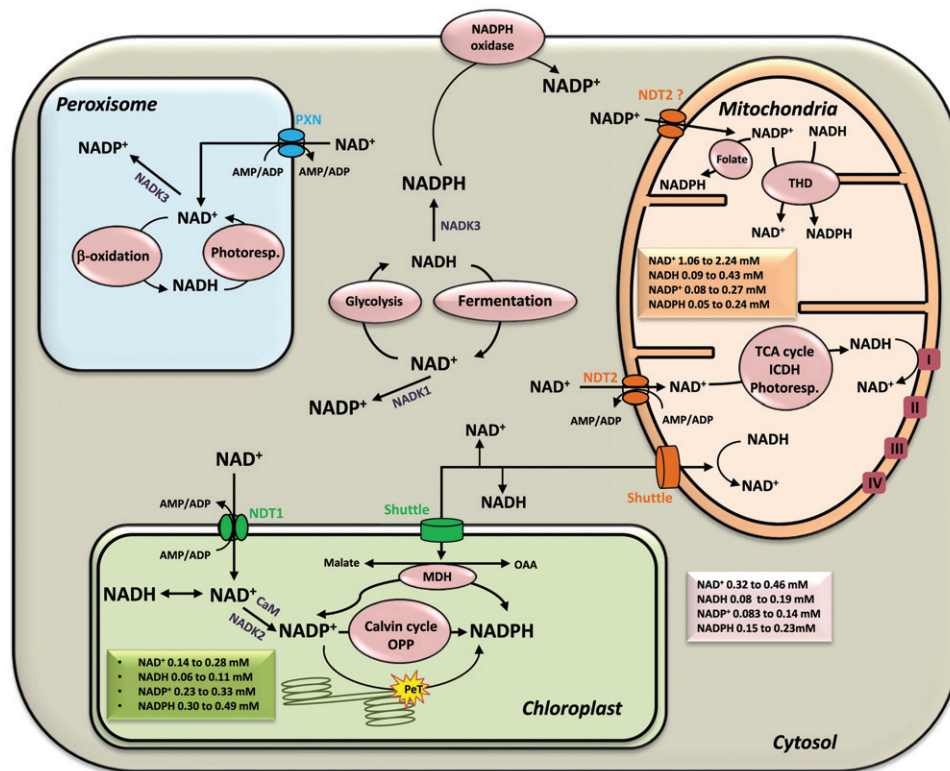 NADPH
oxidase
NADP⁺
Peroxisome
PXN
NAD⁺
AMP/ADP
AMP/ADP
NADP⁺
NADK3
NAD⁺
β-oxidation
Photoresp.
NADH
NADPH
NADK3
NADH
Glycolysis
Fermentation
NAD⁺
NADK1
NADP⁺
NDT2 ?
NADP⁺
Mitochondria
NADP⁺
NADH
Folate
NADPH
THD
NAD⁺
NADPH
NAD⁺ 1.06 to 2.24 mM
NADH 0.09 to 0.43 mM
NADP⁺ 0.08 to 0.27 mM
NADPH 0.05 to 0.24 mM
TCA cycle
ICDH
Photoresp.
NADH
NAD⁺
I
II
III
IV
NAD⁺
NDT2
NAD⁺
AMP/ADP
AMP/ADP
NADH
NAD⁺
Shuttle
NAD⁺
NADH
Shuttle
NAD⁺
AMP/ADP
NDT1
AMP/ADP
NADH
NAD⁺
CaM
NADK2
NADP⁺
Malate
OAA
MDH
Calvin cycle
OPP
NADPH
PeT
• NAD⁺ 0.14 to 0.28 mM
• NADH 0.06 to 0.11 mM
• NADP⁺ 0.23 to 0.33 mM
• NADPH 0.30 to 0.49 mM
Chloroplast
NAD⁺ 0.32 to 0.46 mM
NADH 0.08 to 0.19 mM
NADP⁺ 0.083 to 0.14 mM
NADPH 0.15 to 0.23mM
Cytosol